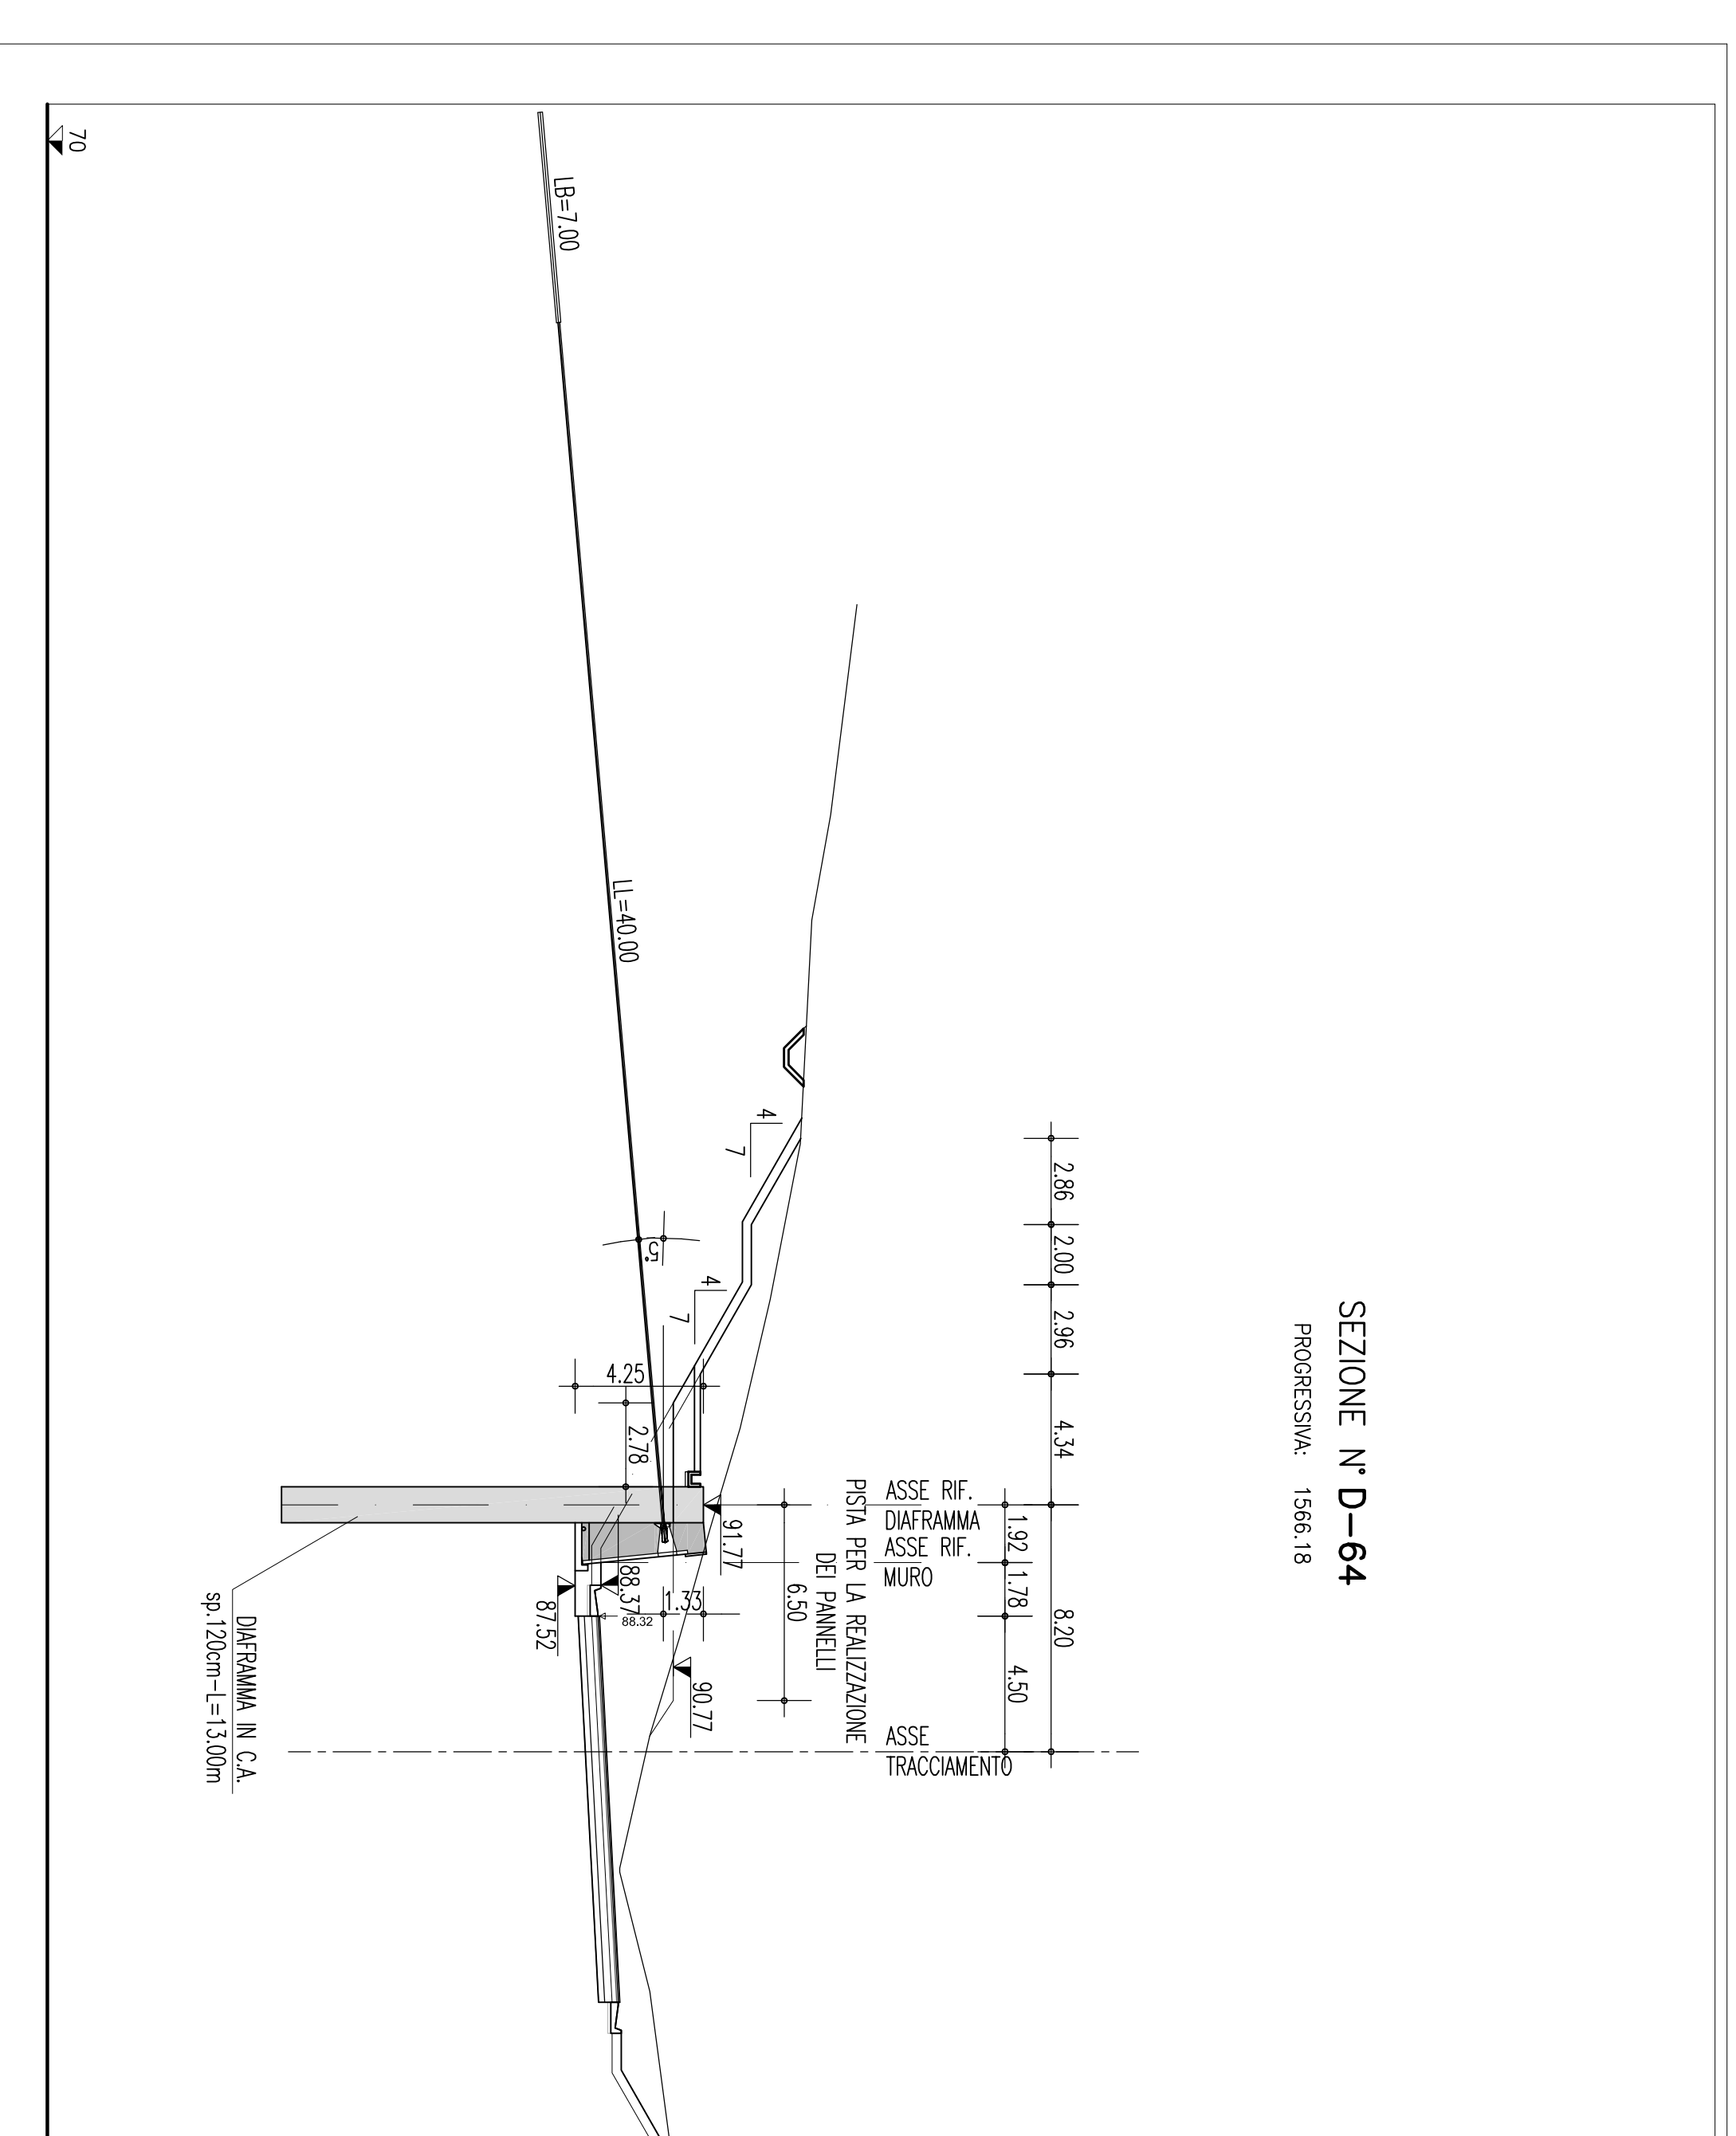 SEZIONE N° D-64
PROGRESSIVA: 1566.18
2.86
2.00
2.96
4.34
8.20
1.92
1.78
4.50
ASSE RIF.
DIAFRAMMA
ASSE RIF.
MURO
ASSE
TRACCIAMENTO
PISTA PER LA REALIZZAZIONE
DEI PANNELLI
6.50
4
7
4
7
91.77
90.77
1.33
4.25
2.78
5°
88.37
88.32
87.52
LL=40.00
LB=7.00
DIAFRAMMA IN C.A.
sp.120cm-L=13.00m
70